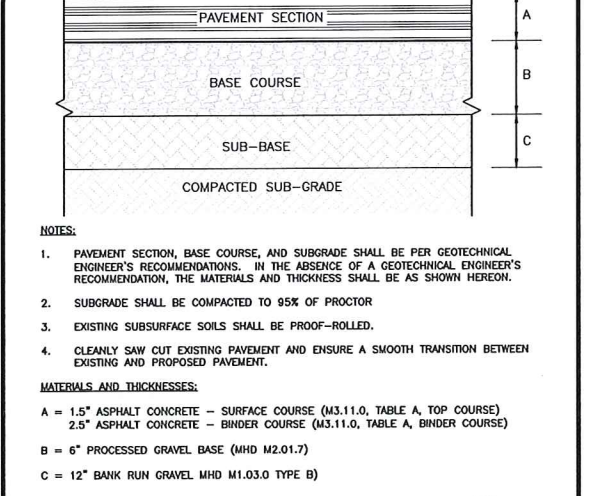 PAVEMENT SECTION
A
BASE COURSE
B
SUB-BASE
C
COMPACTED SUB-GRADE
NOTES:
1. PAVEMENT SECTION, BASE COURSE, AND SUBGRADE SHALL BE PER GEOTECHNICAL
ENGINEER'S RECOMMENDATIONS. IN THE ABSENCE OF A GEOTECHNICAL ENGINEER'S
RECOMMENDATION, THE MATERIALS AND THICKNESS SHALL BE AS SHOWN HEREON.
2. SUBGRADE SHALL BE COMPACTED TO 95% OF PROCTOR
3. EXISTING SUBSURFACE SOILS SHALL BE PROOF-ROLLED.
4. CLEANLY SAW CUT EXISTING PAVEMENT AND ENSURE A SMOOTH TRANSITION BETWEEN
EXISTING AND PROPOSED PAVEMENT.
MATERIALS AND THICKNESSES:
A = 1.5" ASPHALT CONCRETE - SURFACE COURSE (M3.11.0, TABLE A, TOP COURSE)
2.5" ASPHALT CONCRETE - BINDER COURSE (M3.11.0, TABLE A, BINDER COURSE)
B = 6" PROCESSED GRAVEL BASE (MHD M2.01.7)
C = 12" BANK RUN GRAVEL MHD M1.03.0 TYPE B)